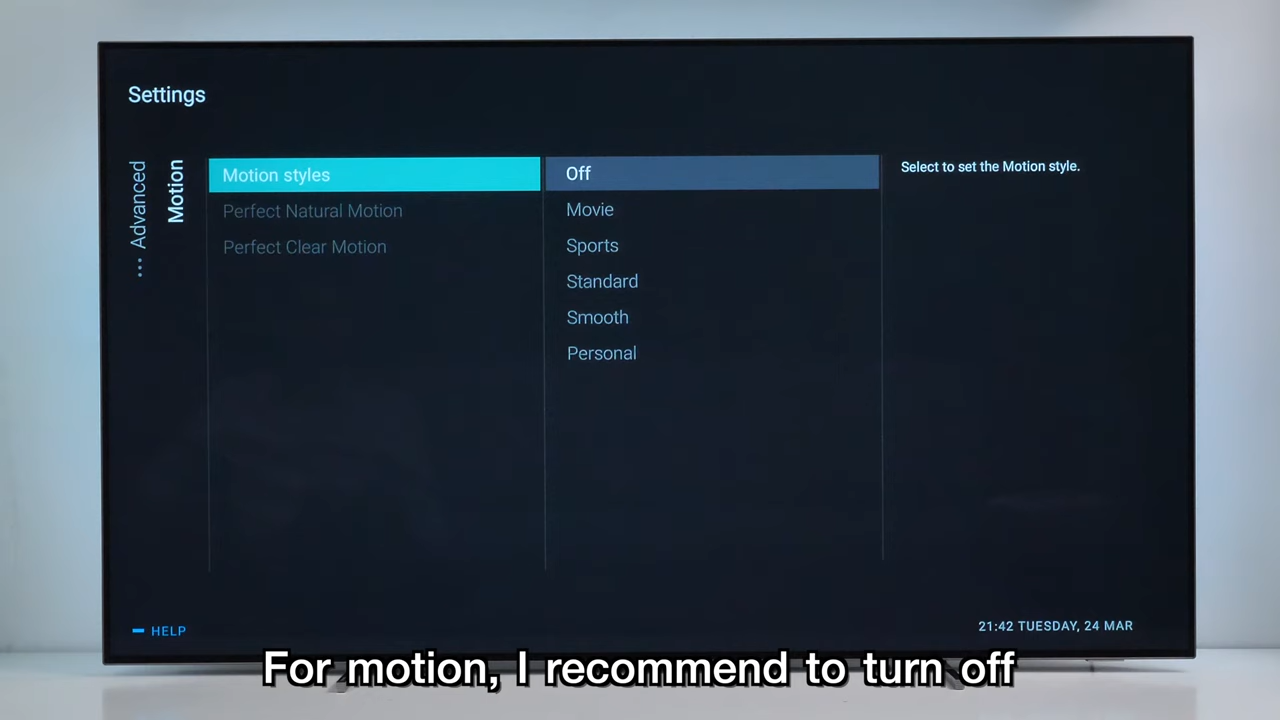 Settings
Advanced
Motion
Motion styles
Perfect Natural Motion
Perfect Clear Motion
Off
Movie
Sports
Standard
Smooth
Personal
Select to set the Motion style.
HELP
21:42 TUESDAY, 24 MAR
For motion, I recommend to turn off